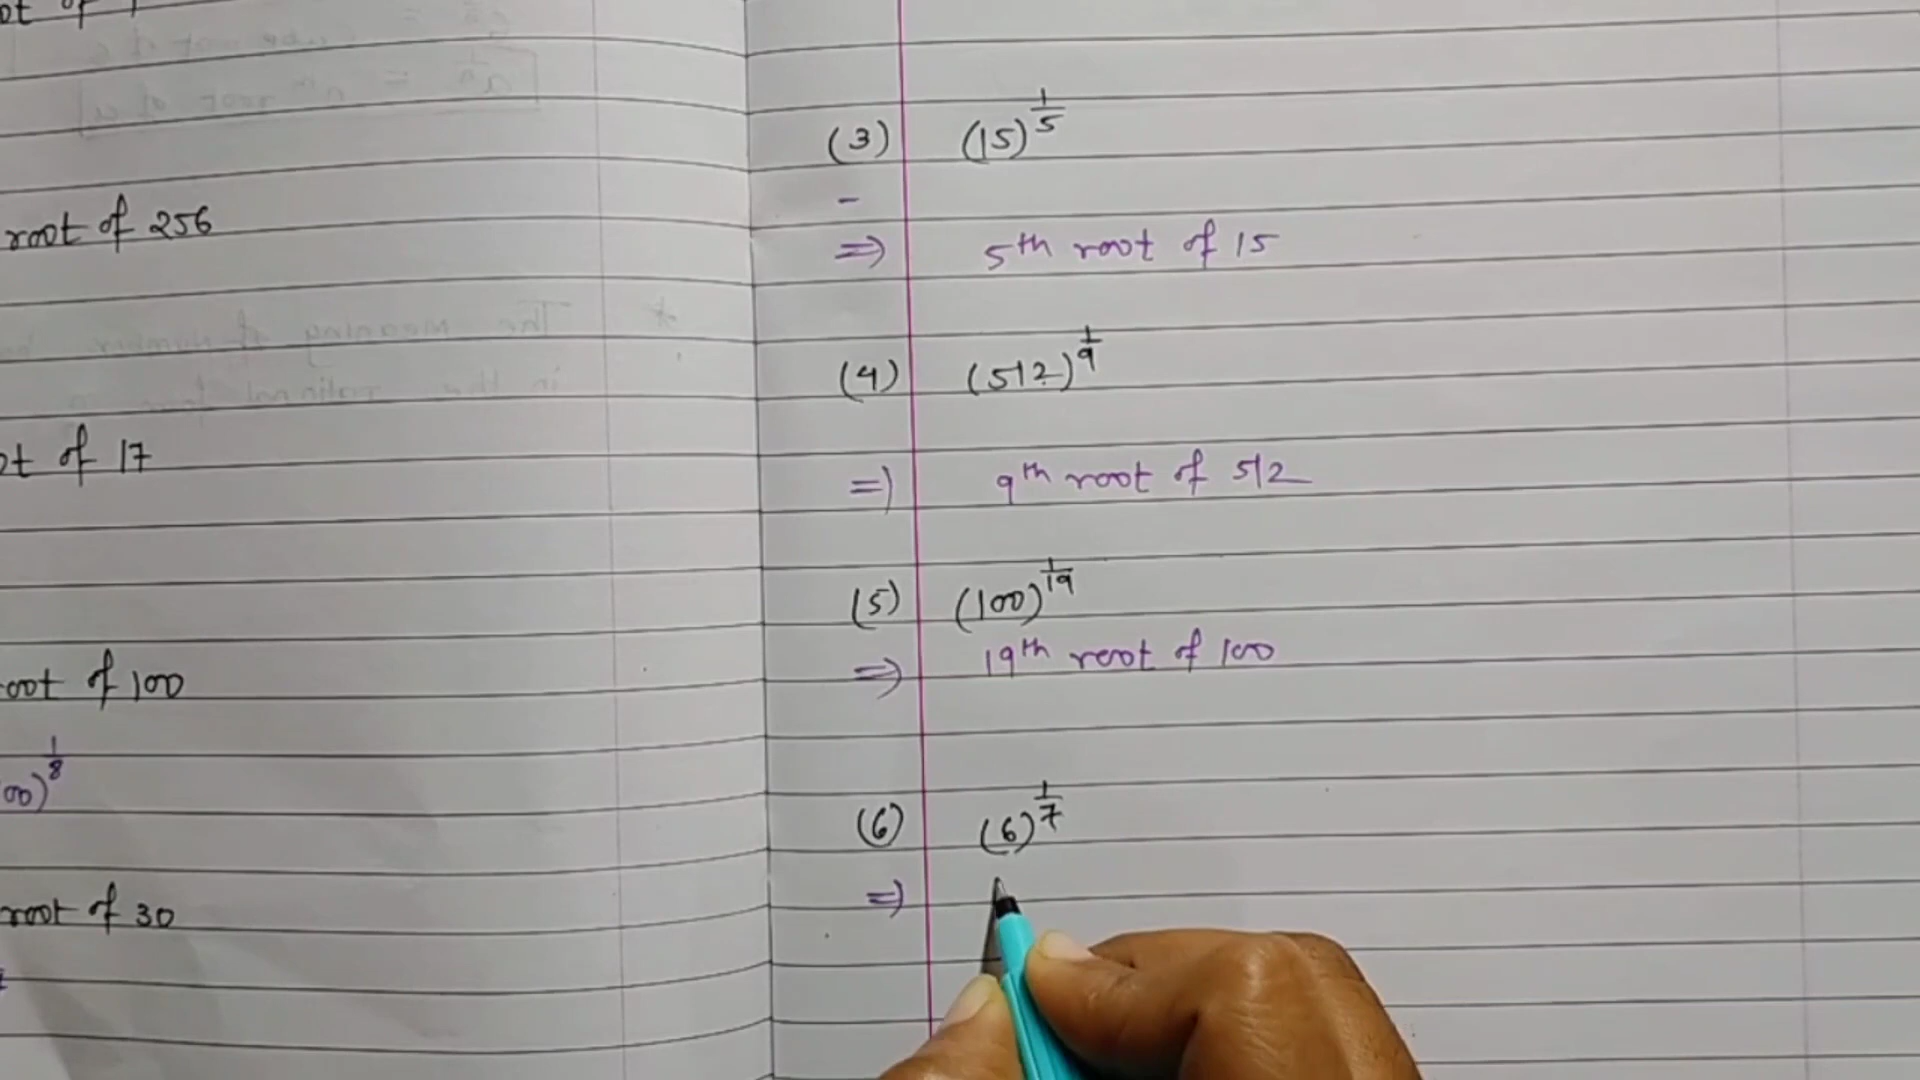 root of 256
of 17
root of 100
00)^1/8
root of 30
(3) (15)^1/5
-
=> 5th root of 15
(4) (512)^1/9
=> 9th root of 512
(5) (100)^1/19
=> 19th root of 100
(6) (6)^1/7
=>